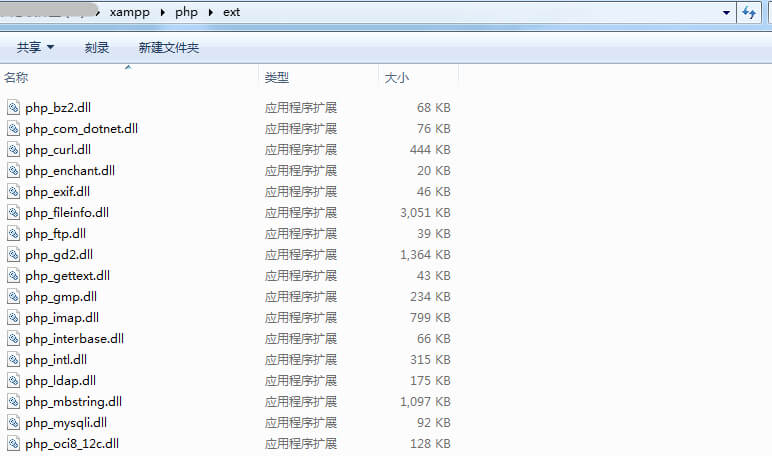 xampp php ext
共享 刻录 新建文件夹
名称 类型 大小
php_bz2.dll 应用程序扩展 68 KB
php_com_dotnet.dll 应用程序扩展 76 KB
php_curl.dll 应用程序扩展 444 KB
php_enchant.dll 应用程序扩展 20 KB
php_exif.dll 应用程序扩展 46 KB
php_fileinfo.dll 应用程序扩展 3,051 KB
php_ftp.dll 应用程序扩展 39 KB
php_gd2.dll 应用程序扩展 1,364 KB
php_gettext.dll 应用程序扩展 43 KB
php_gmp.dll 应用程序扩展 234 KB
php_imap.dll 应用程序扩展 799 KB
php_interbase.dll 应用程序扩展 66 KB
php_intl.dll 应用程序扩展 315 KB
php_ldap.dll 应用程序扩展 175 KB
php_mbstring.dll 应用程序扩展 1,097 KB
php_mysqli.dll 应用程序扩展 92 KB
php_oci8_12c.dll 应用程序扩展 128 KB